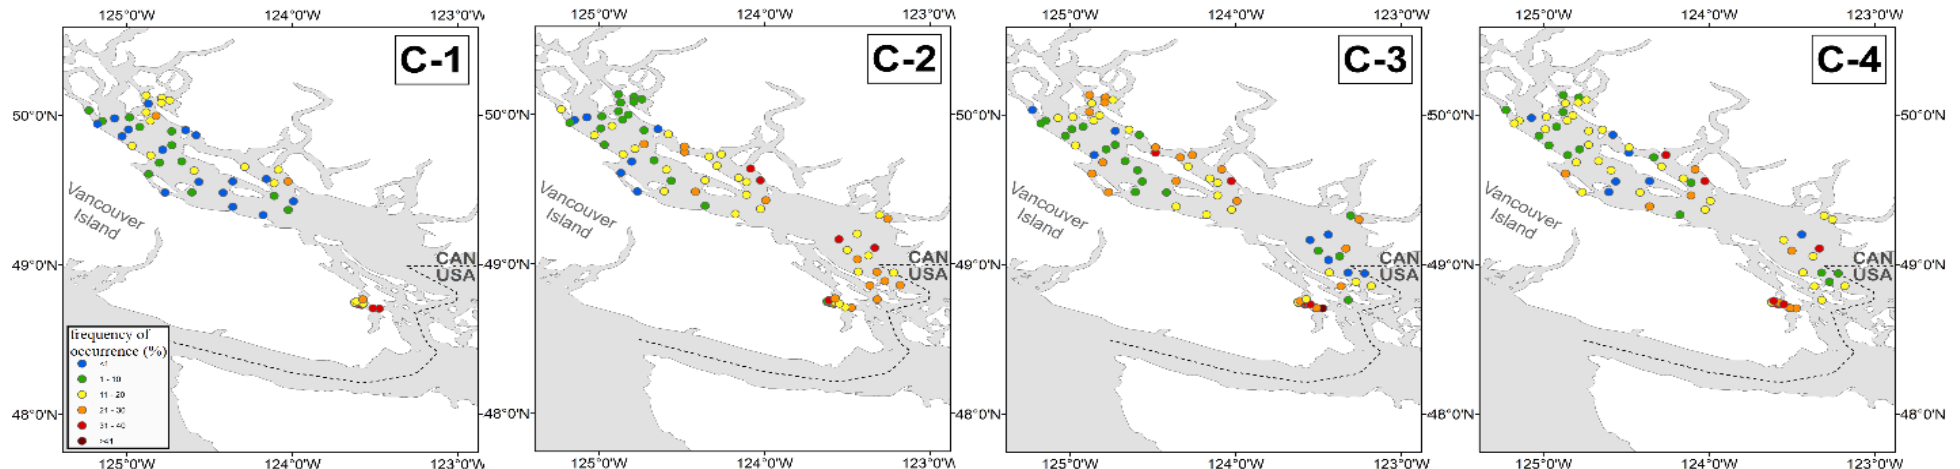 125°0'W 124°0'W 123°0'W 125°0'W 124°0'W 123°0'W 125°0'W 124°0'W 123°0'W 125°0'W 124°0'W 123°0'W
C-1 C-2 C-3 C-4
50°0'N 50°0'N 50°0'N 50°0'N
Vancouver Vancouver Vancouver Vancouver
Island Island Island Island
CAN CAN CAN CAN
49°0'N 49°0'N 49°0'N 49°0'N
USA USA USA USA
frequency of
occurrence (%)
<1
1 - 10
11 - 20
21 - 30
31 - 40
>41
48°0'N 48°0'N 48°0'N 48°0'N
125°0'W 124°0'W 123°0'W 125°0'W 124°0'W 123°0'W 125°0'W 124°0'W 123°0'W 125°0'W 124°0'W 123°0'W